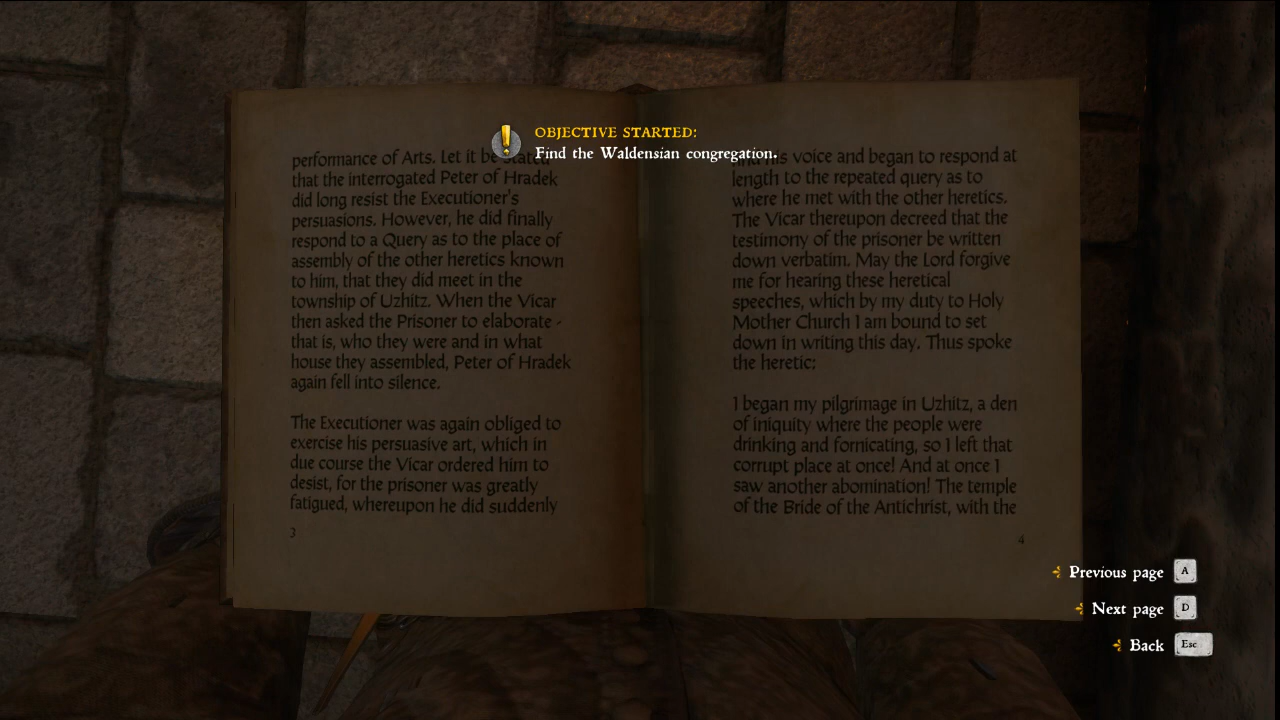 OBJECTIVE STARTED:
Find the Waldensian congregation.
performance of Arts. Let it be stated
that the interrogated Peter of Hradek
did long resist the Executioner's
persuasions. However, he did finally
respond to a Query as to the place of
assembly of the other heretics known
to him, that they did meet in the
township of Uzhitz. When the Vicar
then asked the Prisoner to elaborate -
that is, who they were and in what
house they assembled, Peter of Hradek
again fell into silence.
The Executioner was again obliged to
exercise his persuasive art, which in
due course the Vicar ordered him to
desist, for the prisoner was greatly
fatigued, whereupon he did suddenly
3
his voice and began to respond at
length to the repeated query as to
where he met with the other heretics.
The Vicar thereupon decreed that the
testimony of the prisoner be written
down verbatim. May the Lord forgive
me for hearing these heretical
speeches, which by my duty to Holy
Mother Church I am bound to set
down in writing this day. Thus spoke
the heretic:
I began my pilgrimage in Uzhitz, a den
of iniquity where the people were
drinking and fornicating, so I left that
corrupt place at once! And at once I
saw another abomination! The temple
of the Bride of the Antichrist, with the
4
Previous page A
Next page D
Back Esc